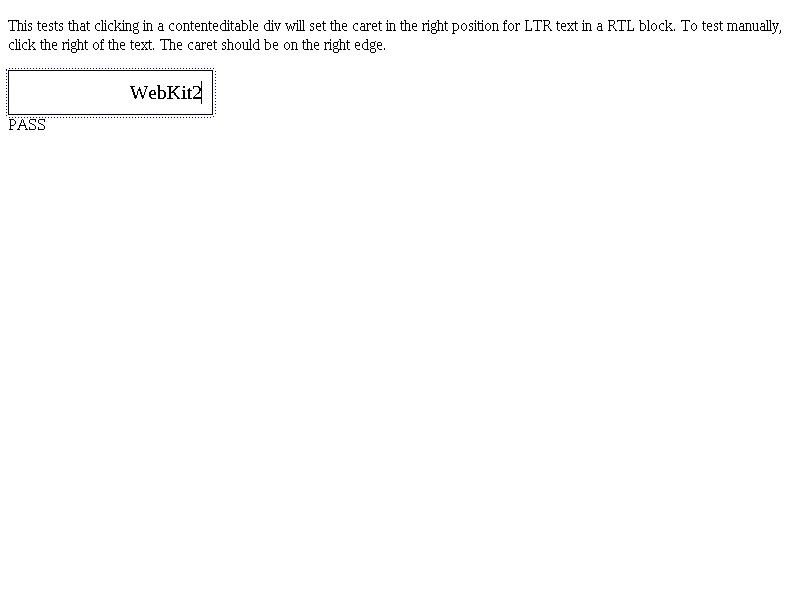 This tests that clicking in a contenteditable div will set the caret in the right position for LTR text in a RTL block. To test manually,
click the right of the text. The caret should be on the right edge.
WebKit2
PASS